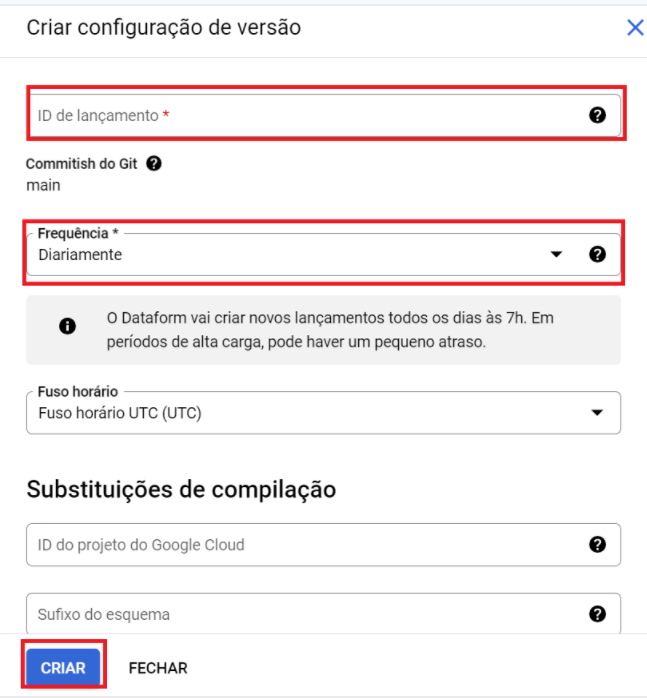 Criar configuração de versão
ID de lançamento *
Commitish do Git
main
Frequência *
Diariamente
O Dataform vai criar novos lançamentos todos os dias às 7h. Em
períodos de alta carga, pode haver um pequeno atraso.
Fuso horário
Fuso horário UTC (UTC)
Substituições de compilação
ID do projeto do Google Cloud
Sufixo do esquema
CRIAR FECHAR